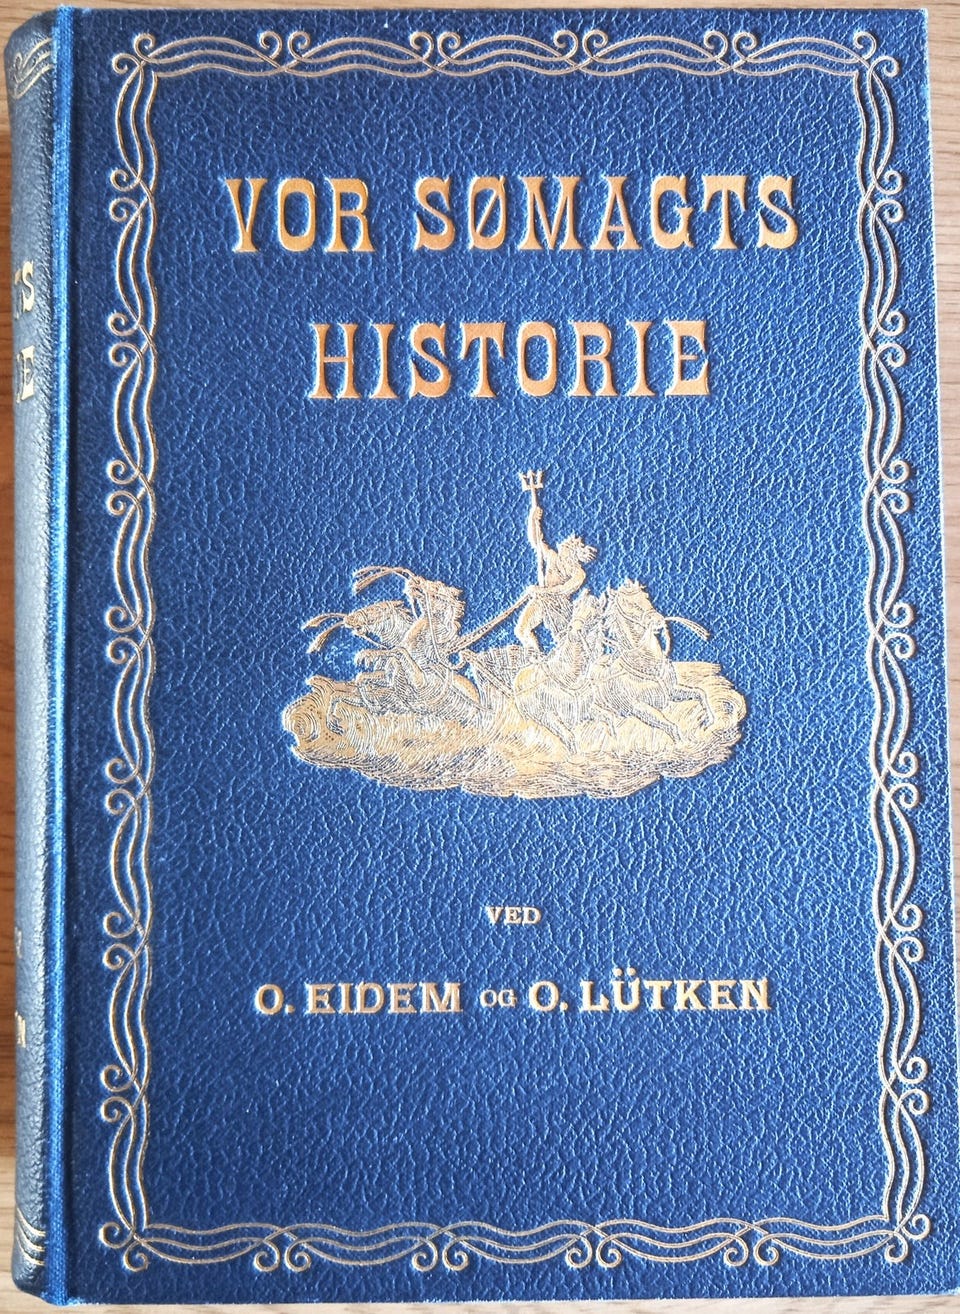 VOR SØMAGTS
HISTORIE
VED
O. EIDEM OG O. LÜTKEN